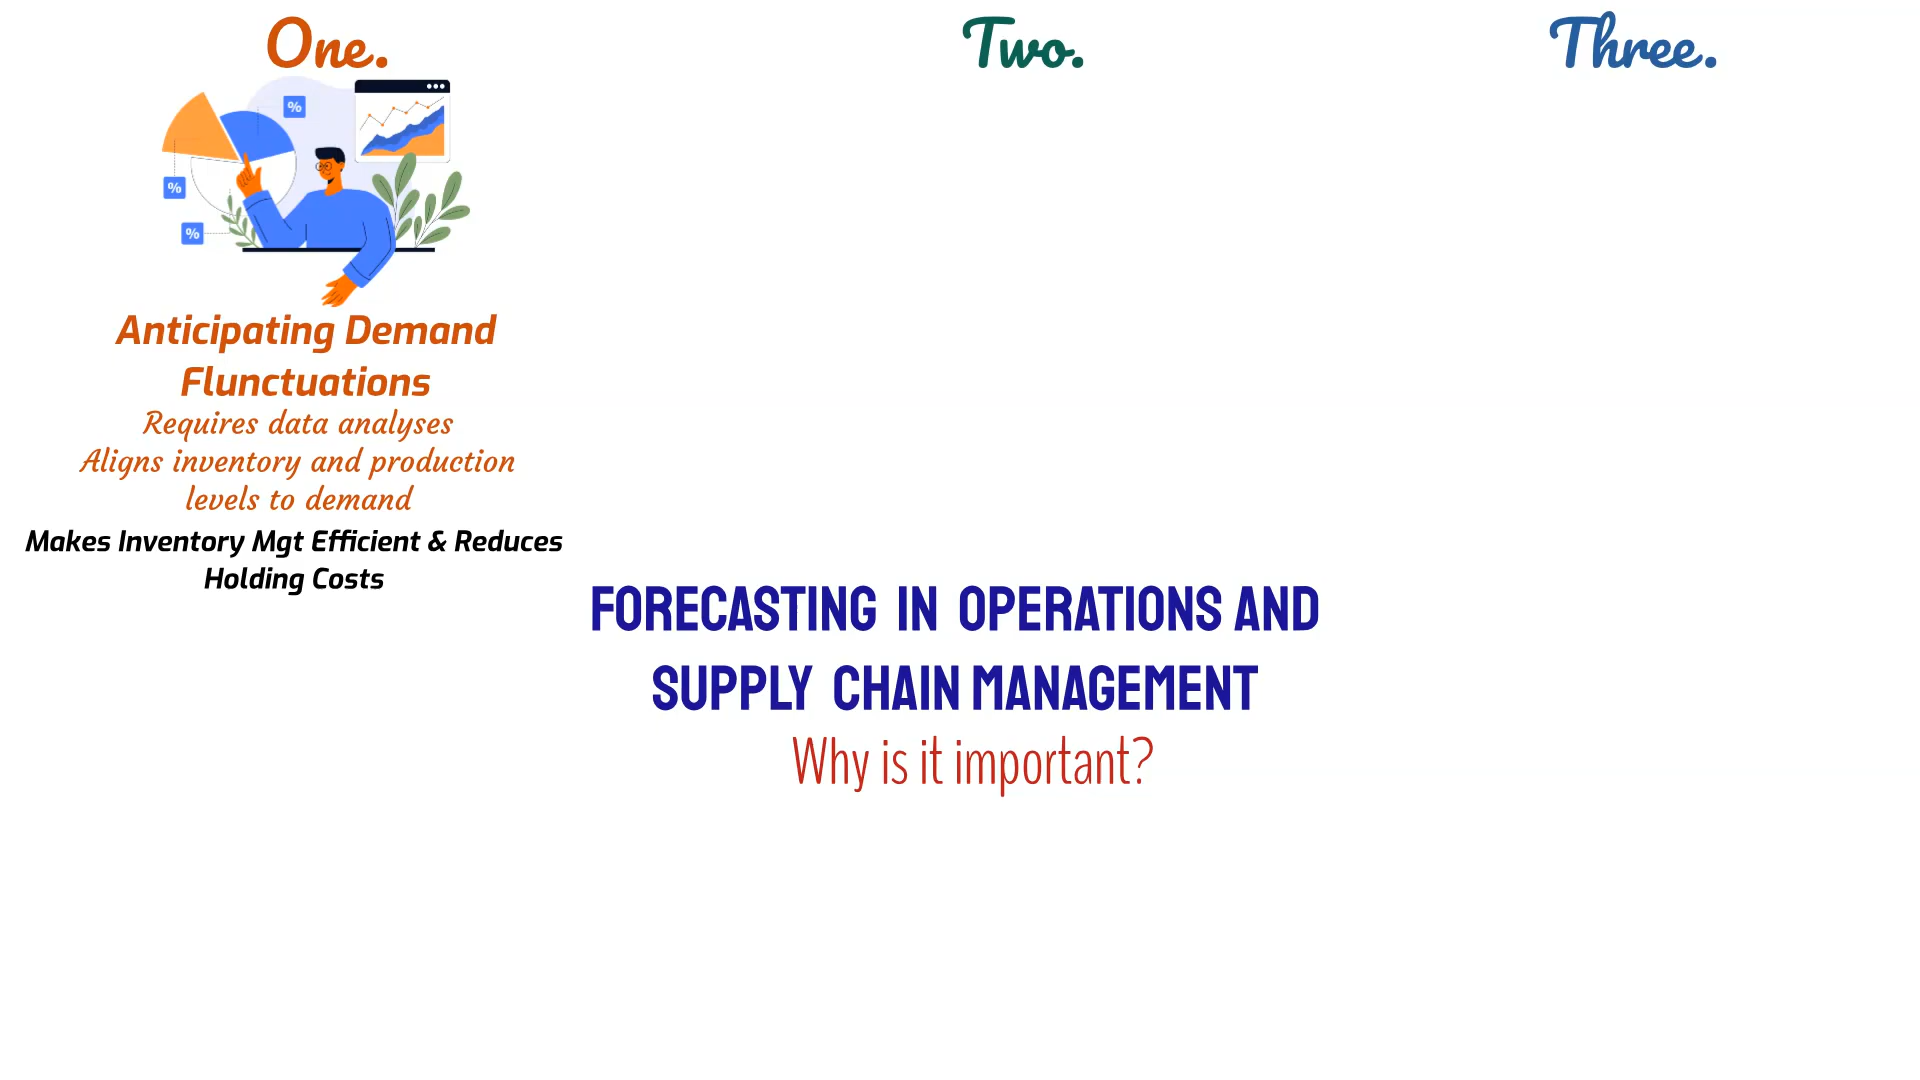 One.
Two.
Three.
%
%
%
Anticipating Demand
Flunctuations
Requires data analyses
Aligns inventory and production
levels to demand
Makes Inventory Mgt Efficient & Reduces
Holding Costs
FORECASTING IN OPERATIONS AND
SUPPLY CHAIN MANAGEMENT
Why is it important?